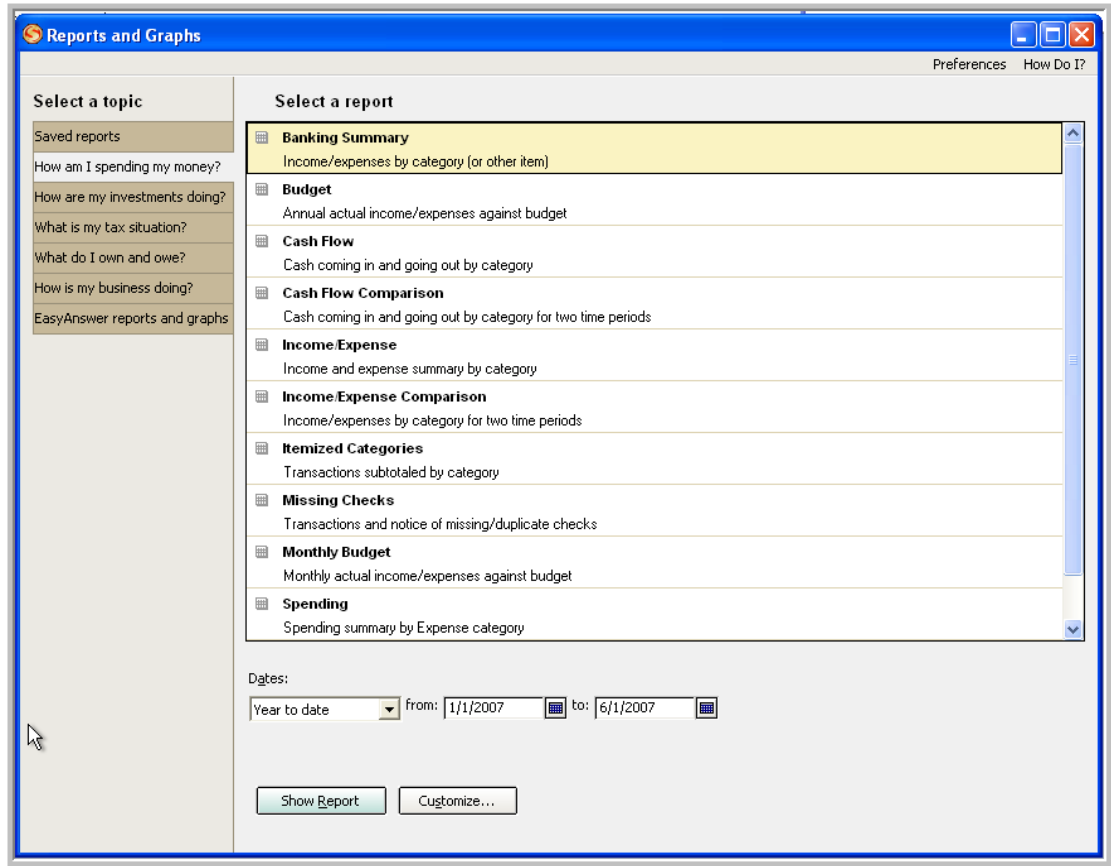 Reports and Graphs
Preferences How Do I?
Select a topic
Saved reports
How am I spending my money?
How are my investments doing?
What is my tax situation?
What do I own and owe?
How is my business doing?
EasyAnswer reports and graphs
Select a report
Banking Summary
Income/expenses by category (or other item)
Budget
Annual actual income/expenses against budget
Cash Flow
Cash coming in and going out by category
Cash Flow Comparison
Cash coming in and going out by category for two time periods
Income/Expense
Income and expense summary by category
Income/Expense Comparison
Income/expenses by category for two time periods
Itemized Categories
Transactions subtotaled by category
Missing Checks
Transactions and notice of missing/duplicate checks
Monthly Budget
Monthly actual income/expenses against budget
Spending
Spending summary by Expense category
Dates:
Year to date from: 1/1/2007 to: 6/1/2007
Show Report Customize...